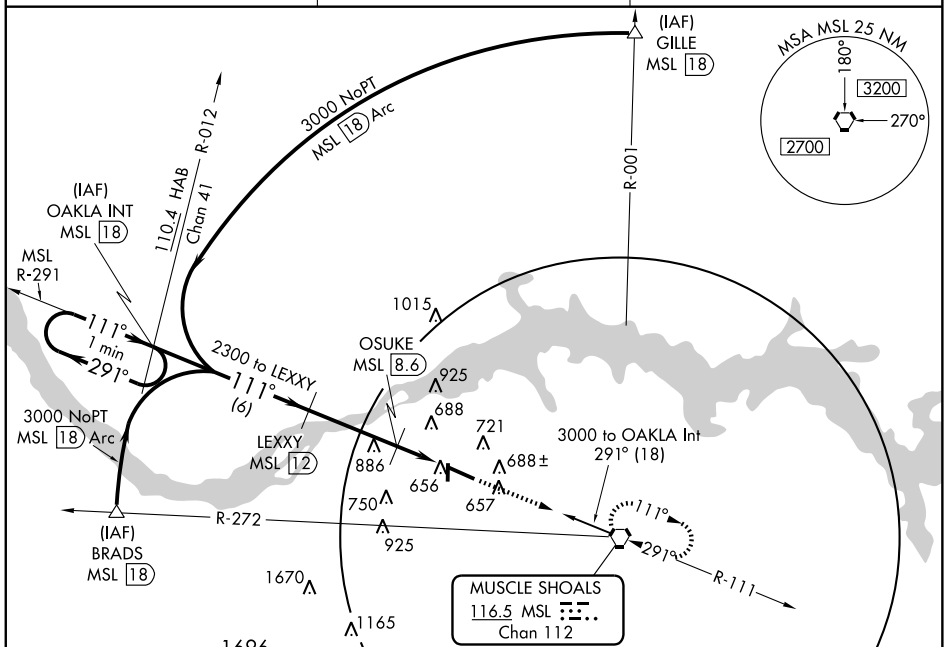 (IAF)
GILLE
MSL 18
MSA MSL 25 NM
180°
3200
270°
2700
3000 NoPT
MSL 18 Arc
R-012
110.4 HAB
Chan 41
R-001
(IAF)
OAKLA INT
MSL 18
MSL
R-291
111°
1 min
291°
1015
OSUKE
MSL 8.6
2300 to LEXXY
111°
(6)
925
688
721
3000 to OAKLA Int
291° (18)
3000 NoPT
MSL 18 Arc
LEXXY
MSL 12
886
688±
656
657
750
111°
291°
R-272
925
(IAF)
BRADS
MSL 18
R-111
1670
MUSCLE SHOALS
116.5 MSL
Chan 112
1165